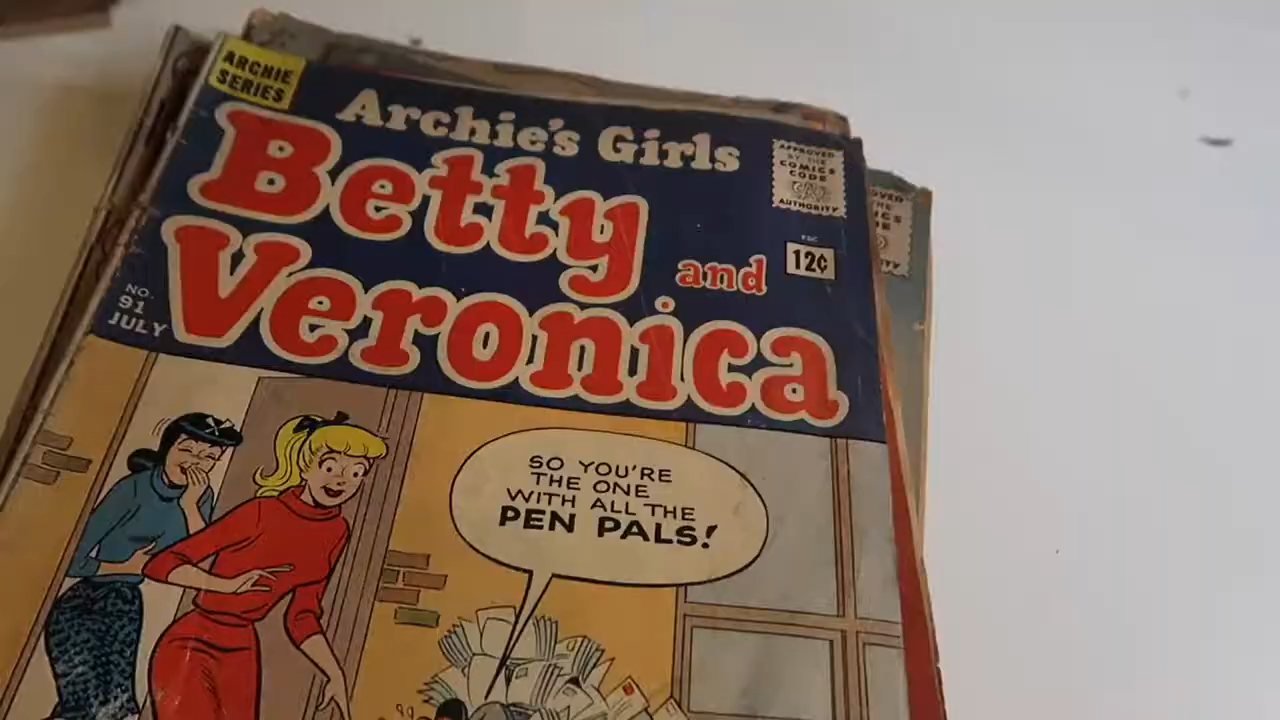 ARCHIE
SERIES
Archie's Girls
Betty
and
Veronica
APPROVED
BY THE
COMICS
CODE
AUTHORITY
12¢
NO.
91
JULY
SO YOU'RE
THE ONE
WITH ALL THE
PEN PALS!